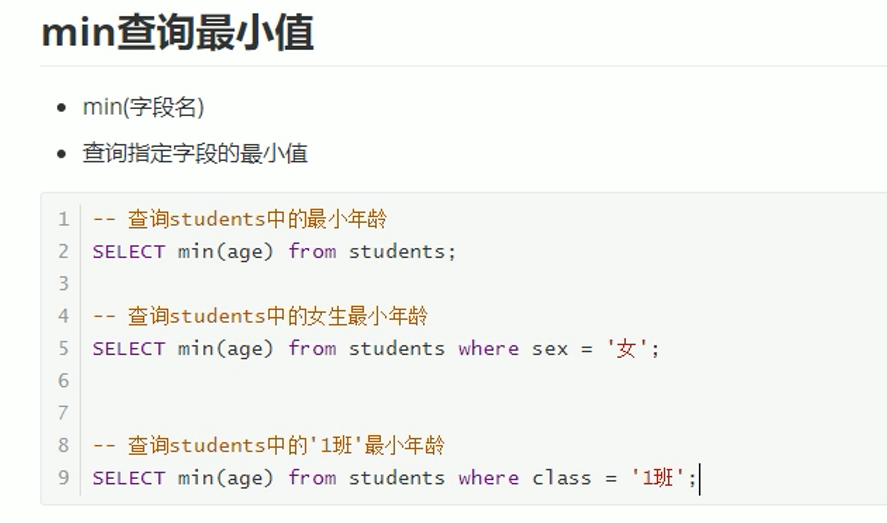 min查询最小值
min(字段名)
查询指定字段的最小值
1 -- 查询students中的最小年龄
2 SELECT min(age) from students;
3
4 -- 查询students中的女生最小年龄
5 SELECT min(age) from students where sex = '女';
6
7
8 -- 查询students中的'1班'最小年龄
9 SELECT min(age) from students where class = '1班';